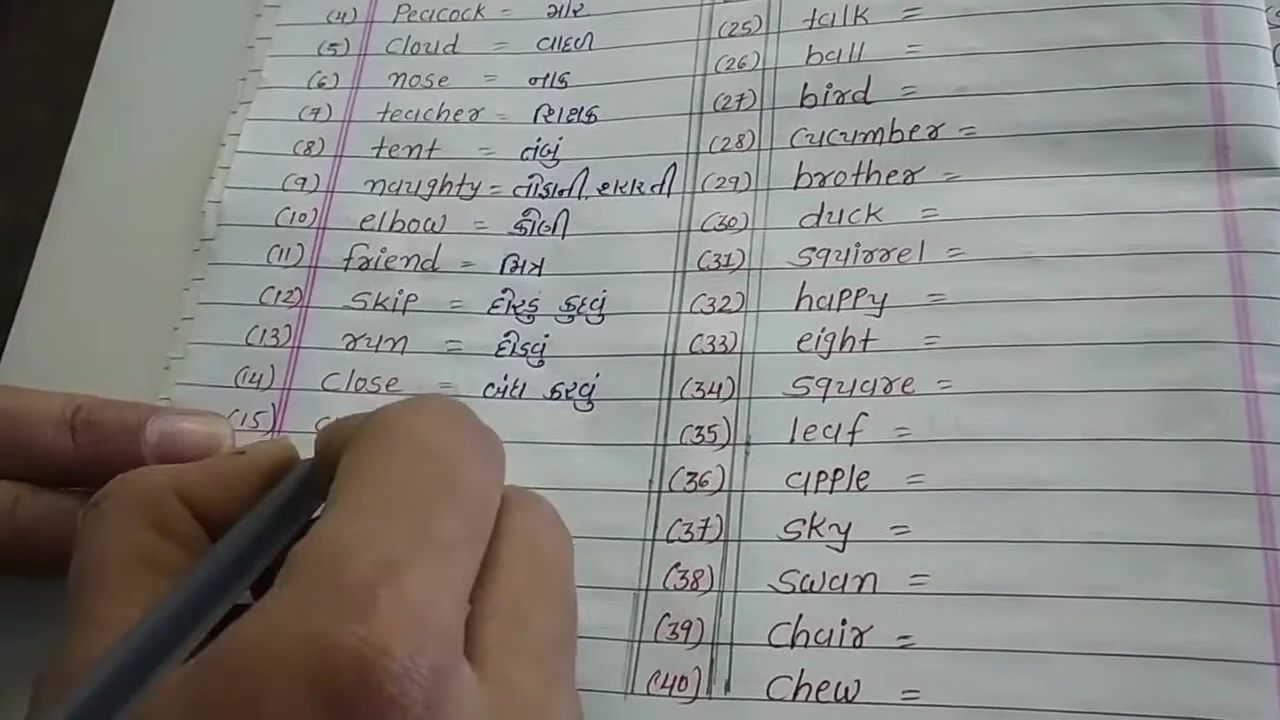 (4) Peacock = મોર
(5) cloud = વાદળ
(6) nose = નાક
(7) teacher = શિક્ષક
(8) tent = તંબું
(9) naughty = તોફાની, શરારતી
(10) elbow = કોણી
(11) friend = મિત્ર
(12) skip = દોરડું કુદવું
(13) run = દોડવું
(14) close = બંધ કરવું
(15)
(25) talk =
(26) ball =
(27) bird =
(28) cucumber =
(29) brother =
(30) duck =
(31) squirrel =
(32) happy =
(33) eight =
(34) square =
(35) leaf =
(36) apple =
(37) sky =
(38) swan =
(39) chair =
(40) chew =